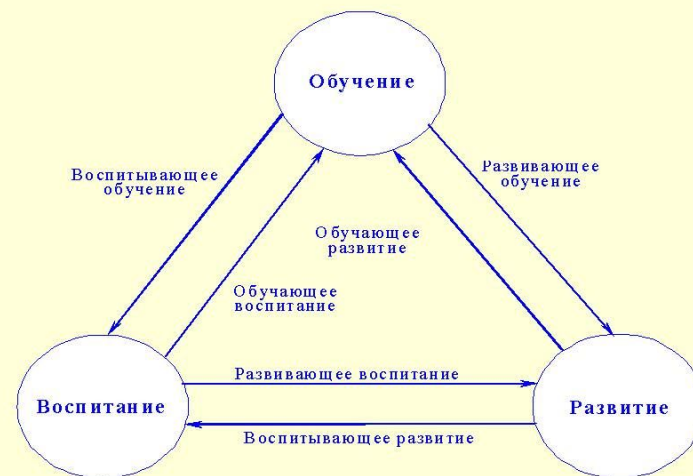 Обучение
Воспитывающее
обучение
Развивающее
обучение
Обучающее
развитие
Обучающее
воспитание
Развивающее воспитание
Воспитание
Развитие
Воспитывающее развитие